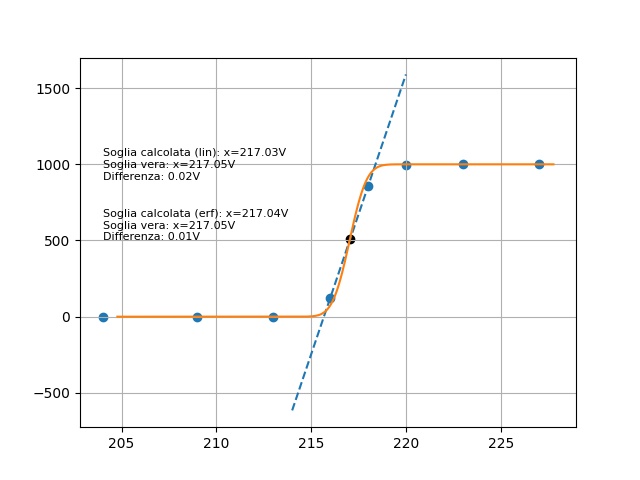 1500
1000
500
0
−500
Soglia calcolata (lin): x=217.03V
Soglia vera: x=217.05V
Differenza: 0.02V
Soglia calcolata (erf): x=217.04V
Soglia vera: x=217.05V
Differenza: 0.01V
205 210 215 220 225